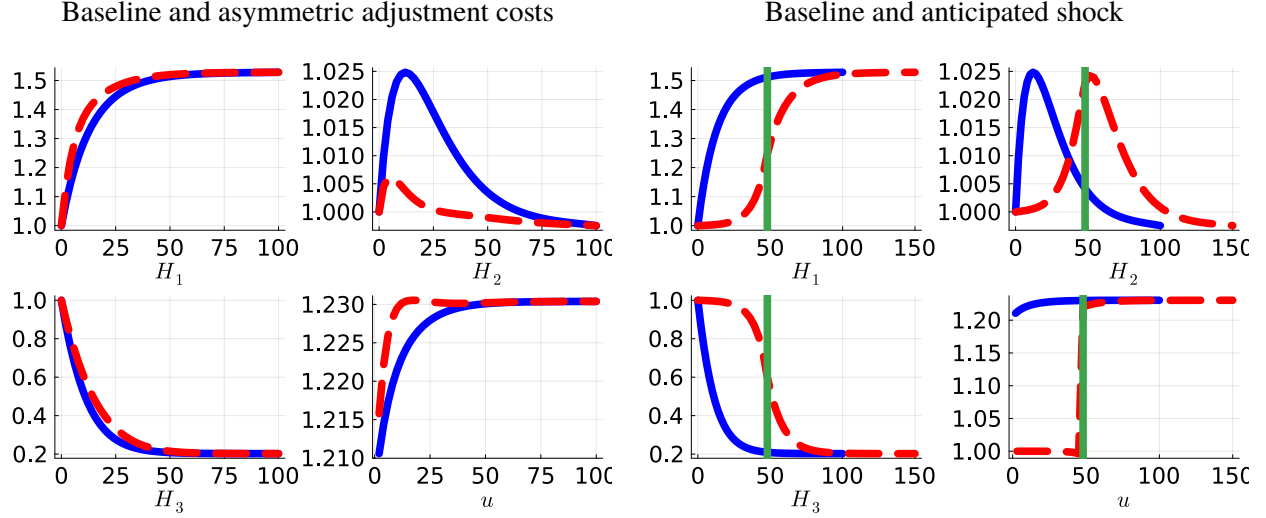 Baseline and asymmetric adjustment costs
Baseline and anticipated shock
1.5
1.4
1.3
1.2
1.1
1.0
0 25 50 75 100
H₁
1.025
1.020
1.015
1.010
1.005
1.000
0 25 50 75 100
H₂
1.5
1.4
1.3
1.2
1.1
1.0
0 50 100 150
H₁
1.025
1.020
1.015
1.010
1.005
1.000
0 50 100 150
H₂
1.0
0.8
0.6
0.4
0.2
0 25 50 75 100
H₃
1.230
1.225
1.220
1.215
1.210
0 25 50 75 100
u
1.0
0.8
0.6
0.4
0.2
0 50 100 150
H₃
1.20
1.15
1.10
1.05
1.00
0 50 100 150
u